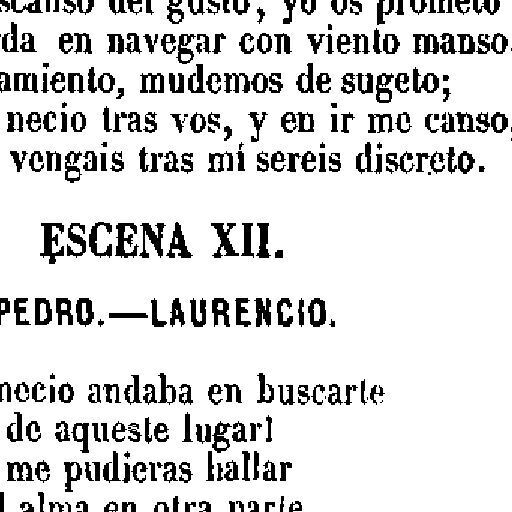 descanso del gusto, yo os prometo
da en navegar con viento manso.
amiento, mudemos de sugeto;
necio tras vos, y en ir me canso,
vengais tras mí sereis discreto.
ESCENA XII.
PEDRO.—LAURENCIO.
necio andaba en buscarte
de aqueste lugar!
me pudieras hallar
alma en otra parte